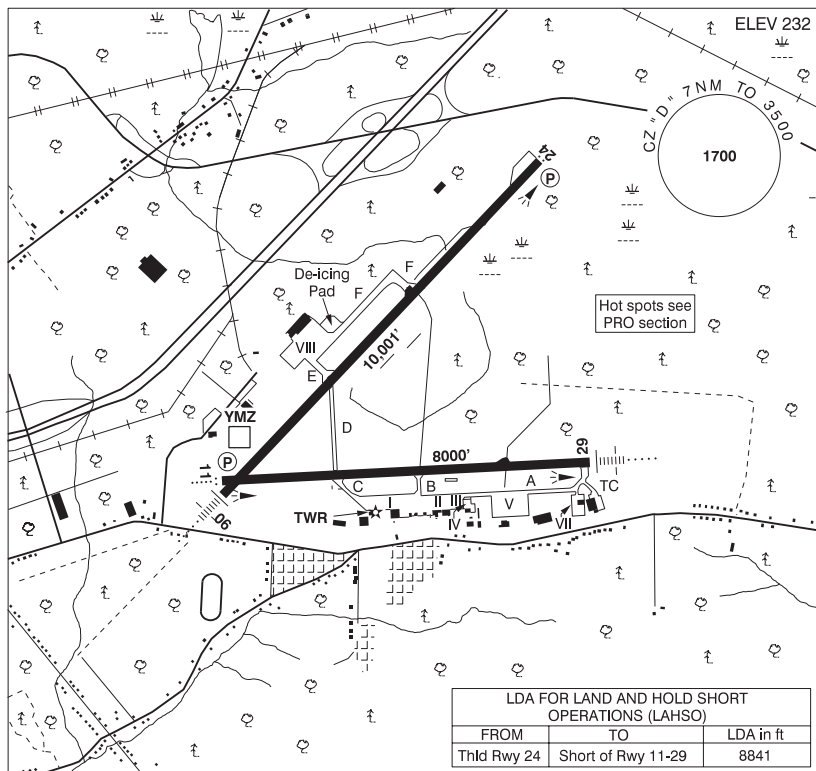 ELEV 232
CZ "D" 7NM TO 3500
1700
24
P
De-icing
Pad
F
F
Hot spots see
PRO section
VIII
10,001'
E
YMZ
D
P
11
8000'
29
C
B
A
TC
06
TWR
I
II
III
IV
V
VII
LDA FOR LAND AND HOLD SHORT
OPERATIONS (LAHSO)
FROM TO LDA in ft
Thld Rwy 24 Short of Rwy 11-29 8841